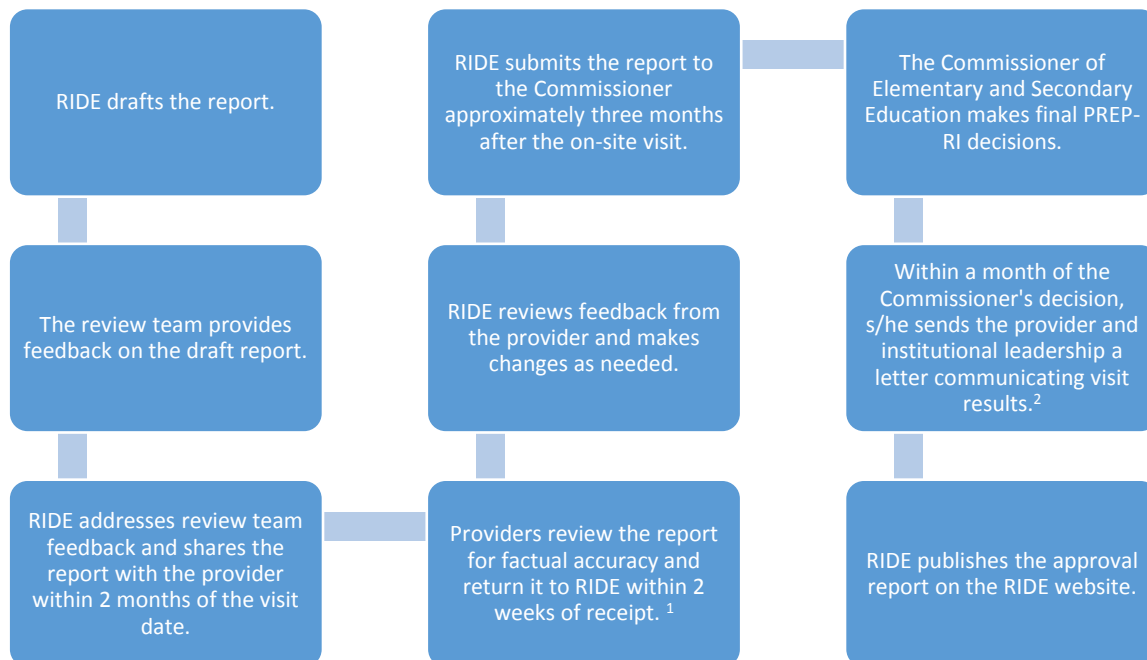 RIDE drafts the report.
The review team provides
feedback on the draft report.
RIDE addresses review team
feedback and shares the
report with the provider
within 2 months of the visit
date.
Providers review the report
for factual accuracy and
return it to RIDE within 2
weeks of receipt. 1
RIDE reviews feedback from
the provider and makes
changes as needed.
RIDE submits the report to
the Commissioner
approximately three months
after the on-site visit.
The Commissioner of
Elementary and Secondary
Education makes final PREP-
RI decisions.
Within a month of the
Commissioner's decision,
s/he sends the provider and
institutional leadership a
letter communicating visit
results.2
RIDE publishes the approval
report on the RIDE website.